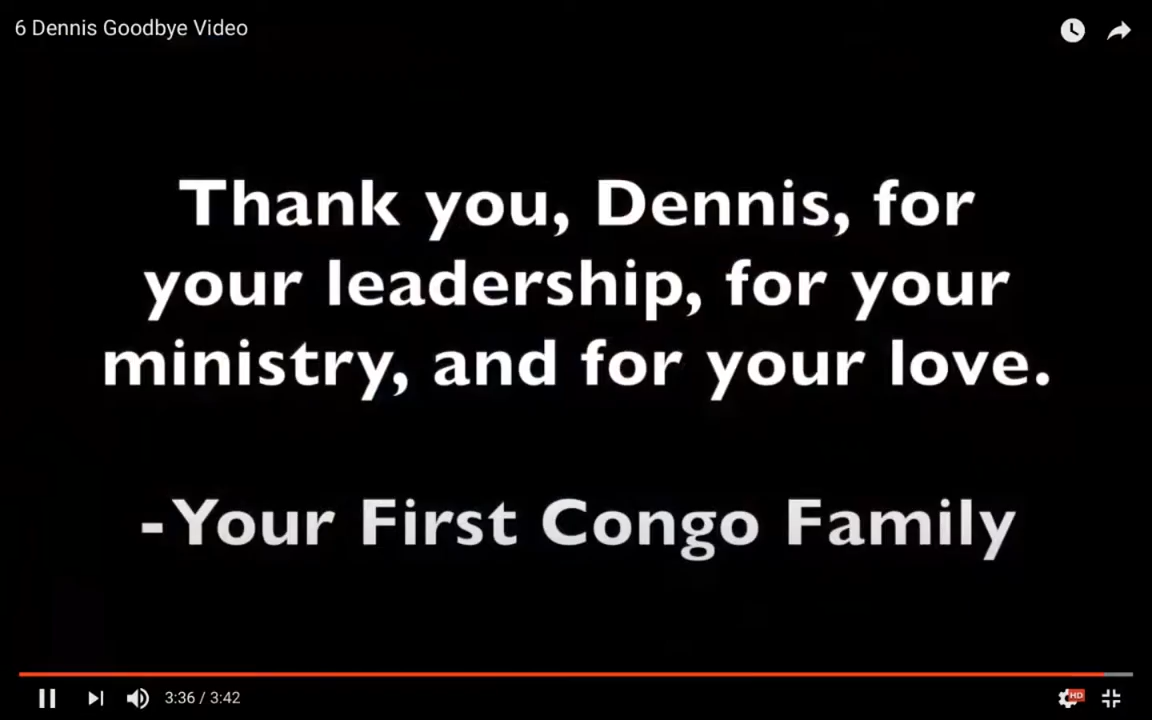 6 Dennis Goodbye Video
Thank you, Dennis, for
your leadership, for your
ministry, and for your love.
-Your First Congo Family
3:36 / 3:42
HD